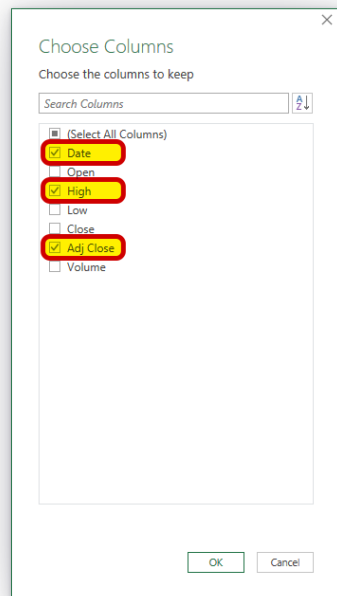 Choose Columns
Choose the columns to keep
Search Columns
A
Z
(Select All Columns)
Date
Open
High
Low
Close
Adj Close
Volume
OK Cancel